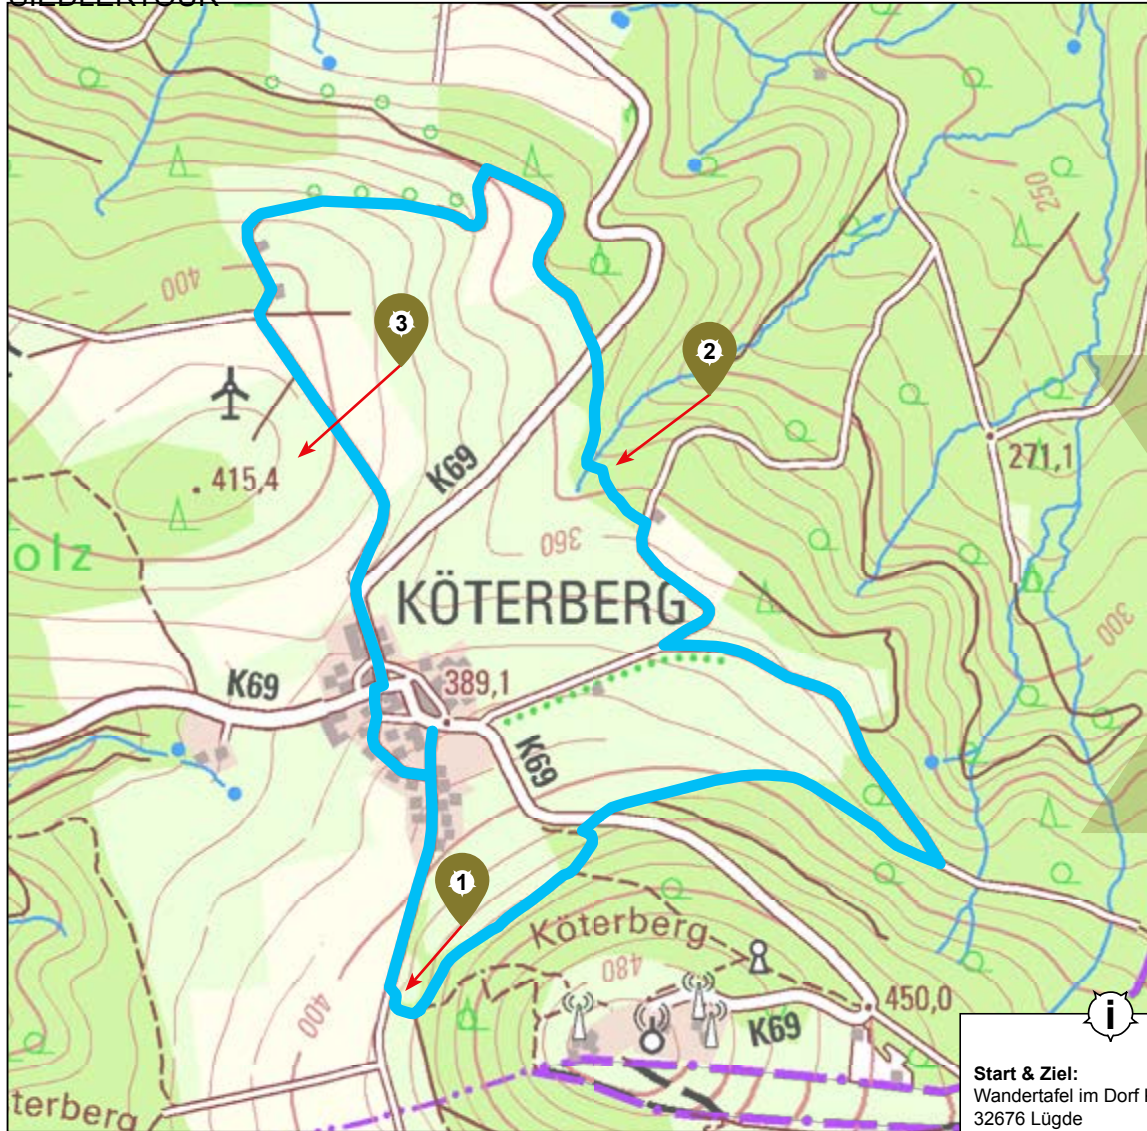 SIEDLERTOUR
250
400
3
2
K69
415,4
271,1
olz
360
KÖTERBERG
300
K69
389,1
K69
1
Köterberg
480
400
450,0
K69
i
terberg
Start & Ziel:
Wandertafel im Dorf
32676 Lügde